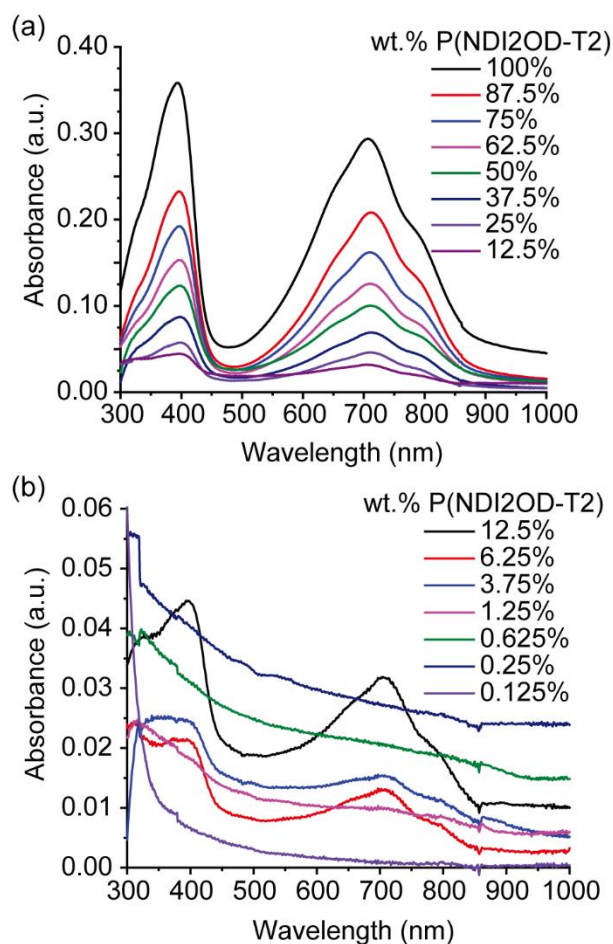 (a)
wt.% P(NDI2OD-T2)
100%
87.5%
75%
62.5%
50%
37.5%
25%
12.5%
0.40
0.30
0.20
0.10
0.00
Absorbance (a.u.)
300 400 500 600 700 800 900 1000
Wavelength (nm)
(b)
wt.% P(NDI2OD-T2)
12.5%
6.25%
3.75%
1.25%
0.625%
0.25%
0.125%
0.06
0.05
0.04
0.03
0.02
0.01
0.00
Absorbance (a.u.)
300 400 500 600 700 800 900 1000
Wavelength (nm)